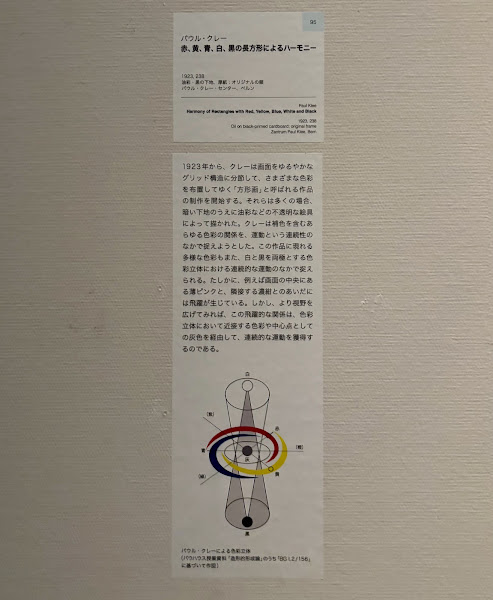 95
パウル・クレー
赤、黄、青、白、黒の長方形によるハーモニー
1923, 238
油彩・黒の下地、厚紙：オリジナルの額
パウル・クレー・センター、ベルン
Paul Klee
Harmony of Rectangles with Red, Yellow, Blue, White and Black
1923, 238
Oil on black-primed cardboard; original frame
Zentrum Paul Klee, Bern
1923年から、クレーは画面をゆるやかな
グリッド構造に分節して、さまざまな色彩
を布置してゆく「方形画」と呼ばれる作品
の制作を開始する。それらは多くの場合、
暗い下地のうえに油彩などの不透明な絵具
によって描かれた。クレーは補色を含むあ
らゆる色彩の関係を、運動という連続性の
なかで捉えようとした。この作品に現れる
多様な色彩もまた、白と黒を両極とする色
彩立体における連続的な運動のなかで捉え
られる。たしかに、例えば画面の中央にあ
る薄ピンクと、隣接する濃紺とのあいだに
は飛躍が生じている。しかし、より視野を
広げてみれば、この飛躍的な関係は、色彩
立体において近接する色彩や中心点として
の灰色を経由して、連続的な運動を獲得す
るのである。
白
[紫]
赤
青
灰
[橙]
[緑]
黄
黒
パウル・クレーによる色彩立体
(バウハウス授業資料「造形的形成論」のうち「BG I.2/156」
に基づいて作図)